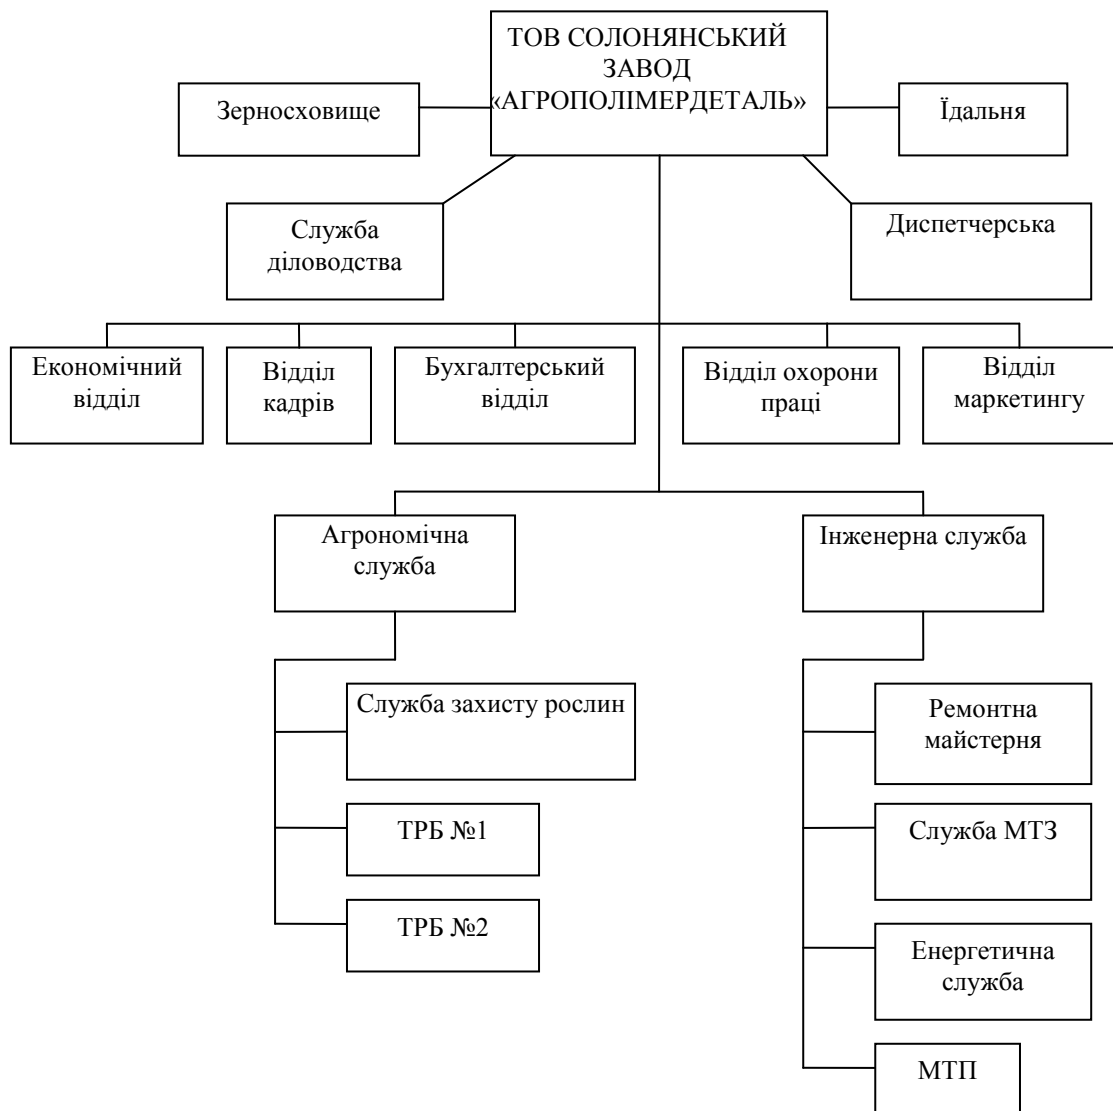 ТОВ СОЛОНЯНСЬКИЙ
ЗАВОД
«АГРОПОЛІМЕРДЕТАЛЬ»
Зерносховище
Їдальня
Служба
діловодства
Диспетчерська
Економічний
відділ
Відділ
кадрів
Бухгалтерський
відділ
Відділ охорони
праці
Відділ
маркетингу
Агрономічна
служба
Інженерна служба
Служба захисту рослин
ТРБ №1
ТРБ №2
Ремонтна
майстерня
Служба МТЗ
Енергетична
служба
МТП